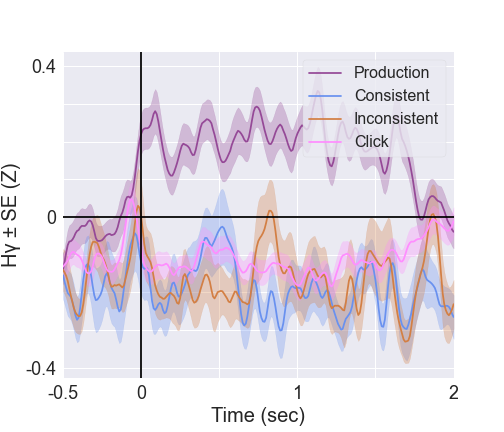 Production
Consistent
Inconsistent
Click
0.4
0
-0.4
Hγ ± SE (Z)
-0.5
0
1
2
Time (sec)